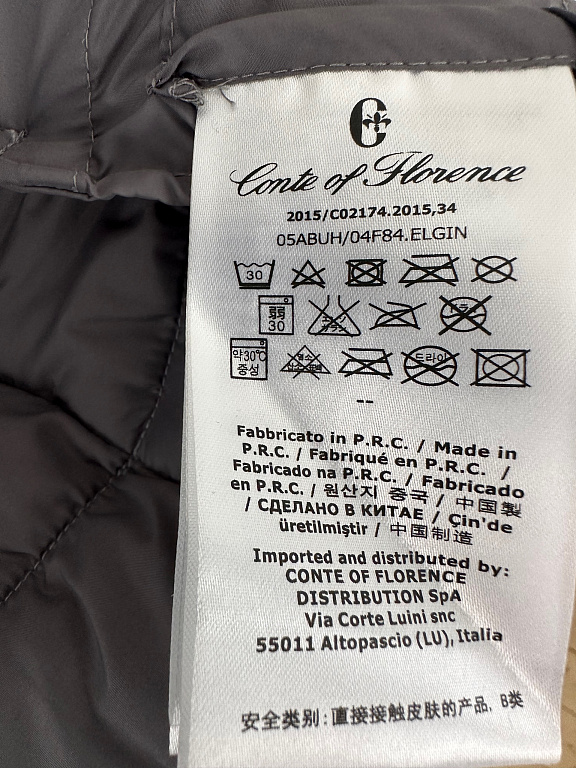 Conte of Florence
2015/C02174.2015,34
05ABUH/04F84.ELGIN
30
弱
30
약30℃
중성
드라이
--
Fabbricato in P.R.C. / Made in
P.R.C. / Fabriqué en P.R.C. /
Fabricado na P.R.C. / Fabricado
en P.R.C. / 원산지 중국 / 中国製
/ СДЕЛАНО В КИТАЕ / Çin'de
üretilmiştir / 中国制造
Imported and distributed by:
CONTE OF FLORENCE
DISTRIBUTION SpA
Via Corte Luini snc
55011 Altopascio (LU), Italia
安全类别: 直接接触皮肤的产品, B类